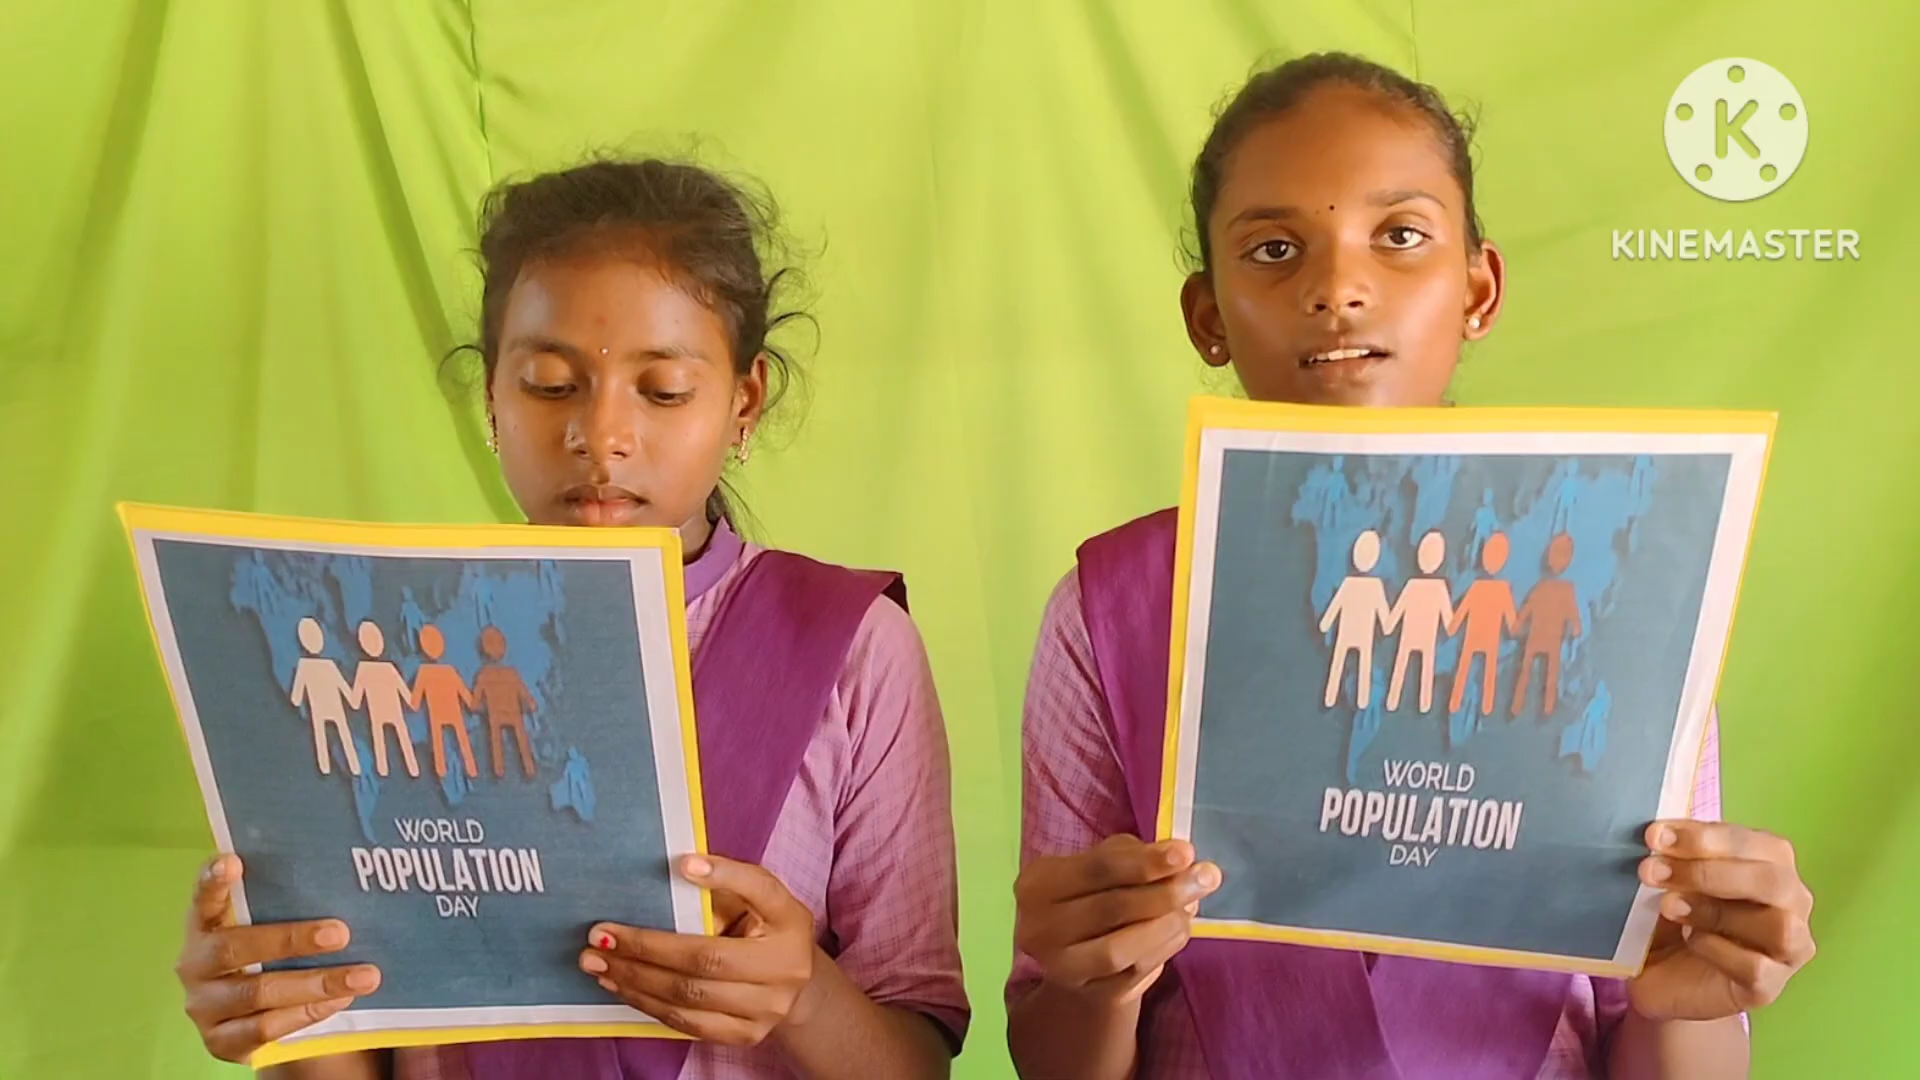 WORLD
POPULATION
DAY
WORLD
POPULATION
DAY
K
KINEMASTER